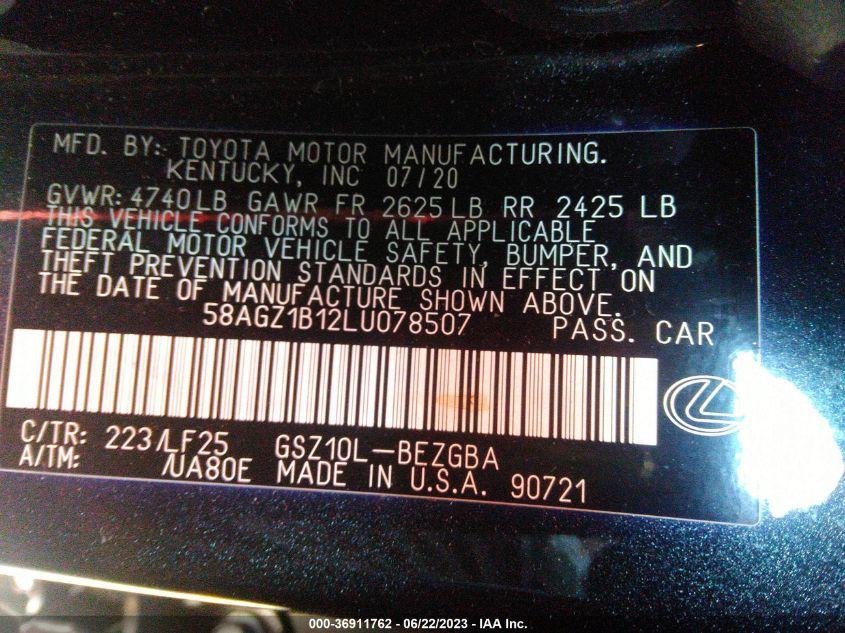 MFD. BY: TOYOTA MOTOR MANUFACTURING.
KENTUCKY, INC 07/20
GVWR: 4740LB GAWR FR 2625LB RR 2425 LB
THIS VEHICLE CONFORMS TO ALL APPLICABLE
FEDERAL MOTOR VEHICLE SAFETY, BUMPER, AND
THEFT PREVENTION STANDARDS IN EFFECT ON
THE DATE OF MANUFACTURE SHOWN ABOVE.
58AGZ1B12LU078507 PASS. CAR
C/TR: 223/LF25 GSZ10L-BEZGBA
A/TM: /UA80E MADE IN U.S.A. 90721
000-36911762 - 06/22/2023 - IAA Inc.